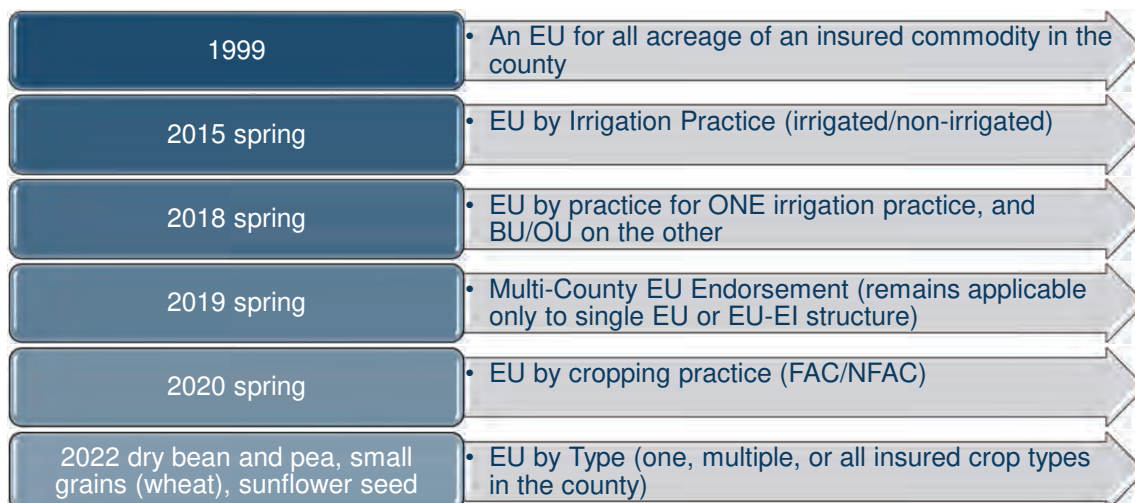 1999
• An EU for all acreage of an insured commodity in the
county
2015 spring
• EU by Irrigation Practice (irrigated/non-irrigated)
2018 spring
• EU by practice for ONE irrigation practice, and
BU/OU on the other
2019 spring
• Multi-County EU Endorsement (remains applicable
only to single EU or EU-EI structure)
2020 spring
• EU by cropping practice (FAC/NFAC)
2022 dry bean and pea, small
grains (wheat), sunflower seed
• EU by Type (one, multiple, or all insured crop types
in the county)